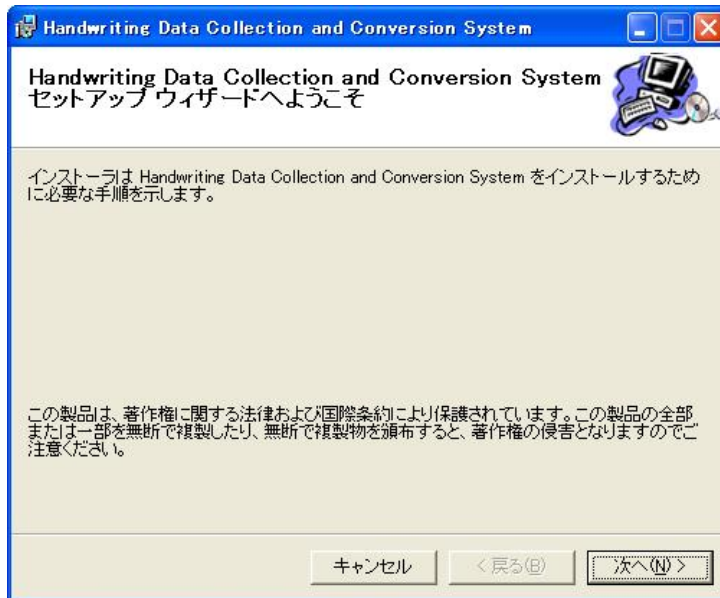 Handwriting Data Collection and Conversion System
Handwriting Data Collection and Conversion System
セットアップ ウィザードへようこそ
インストーラは Handwriting Data Collection and Conversion System をインストールするため
に必要な手順を示します。
この製品は、著作権に関する法律および国際条約により保護されています。この製品の全部
または一部を無断で複製したり、無断で複製物を頒布すると、著作権の侵害となりますのでご
注意ください。
キャンセル < 戻る(B) 次へ(N) >